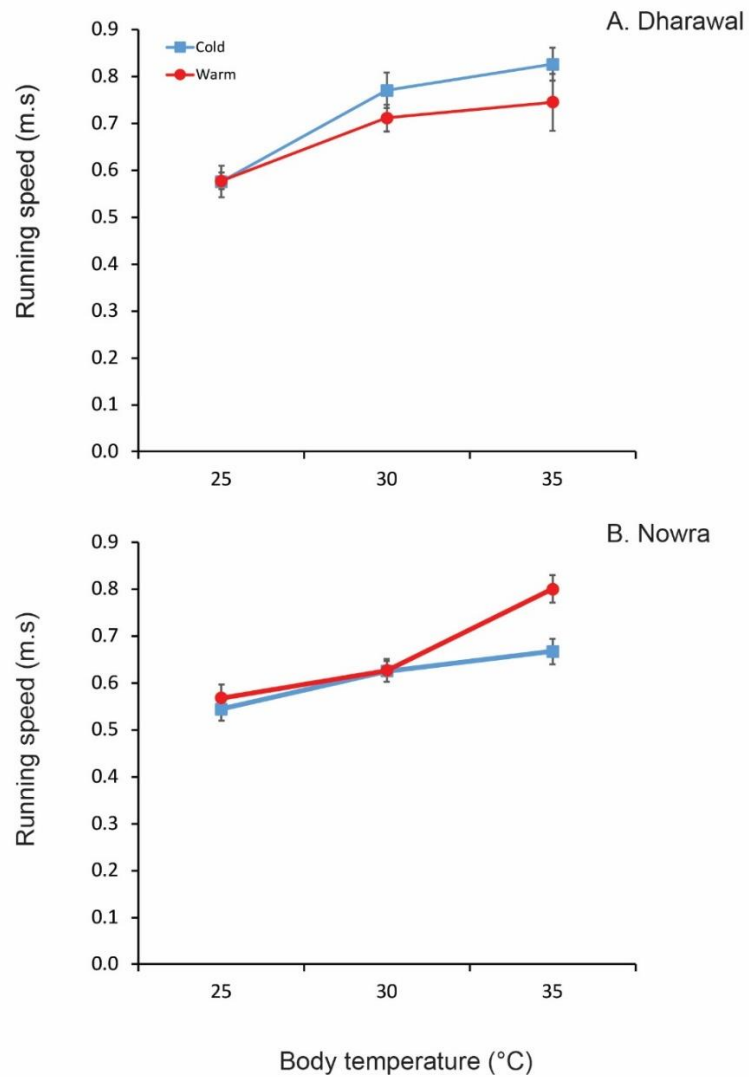 A. Dharawal
Cold
Warm
Running speed (m.s)
0.9
0.8
0.7
0.6
0.5
0.4
0.3
0.2
0.1
0.0
25 30 35
B. Nowra
Running speed (m.s)
0.9
0.8
0.7
0.6
0.5
0.4
0.3
0.2
0.1
0.0
25 30 35
Body temperature (°C)